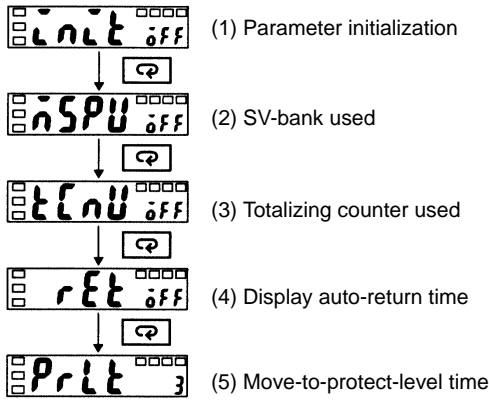 init off (1) Parameter initialization
mSPU off (2) SV-bank used
tCnU off (3) Totalizing counter used
rEt off (4) Display auto-return time
Prlt 3 (5) Move-to-protect-level time